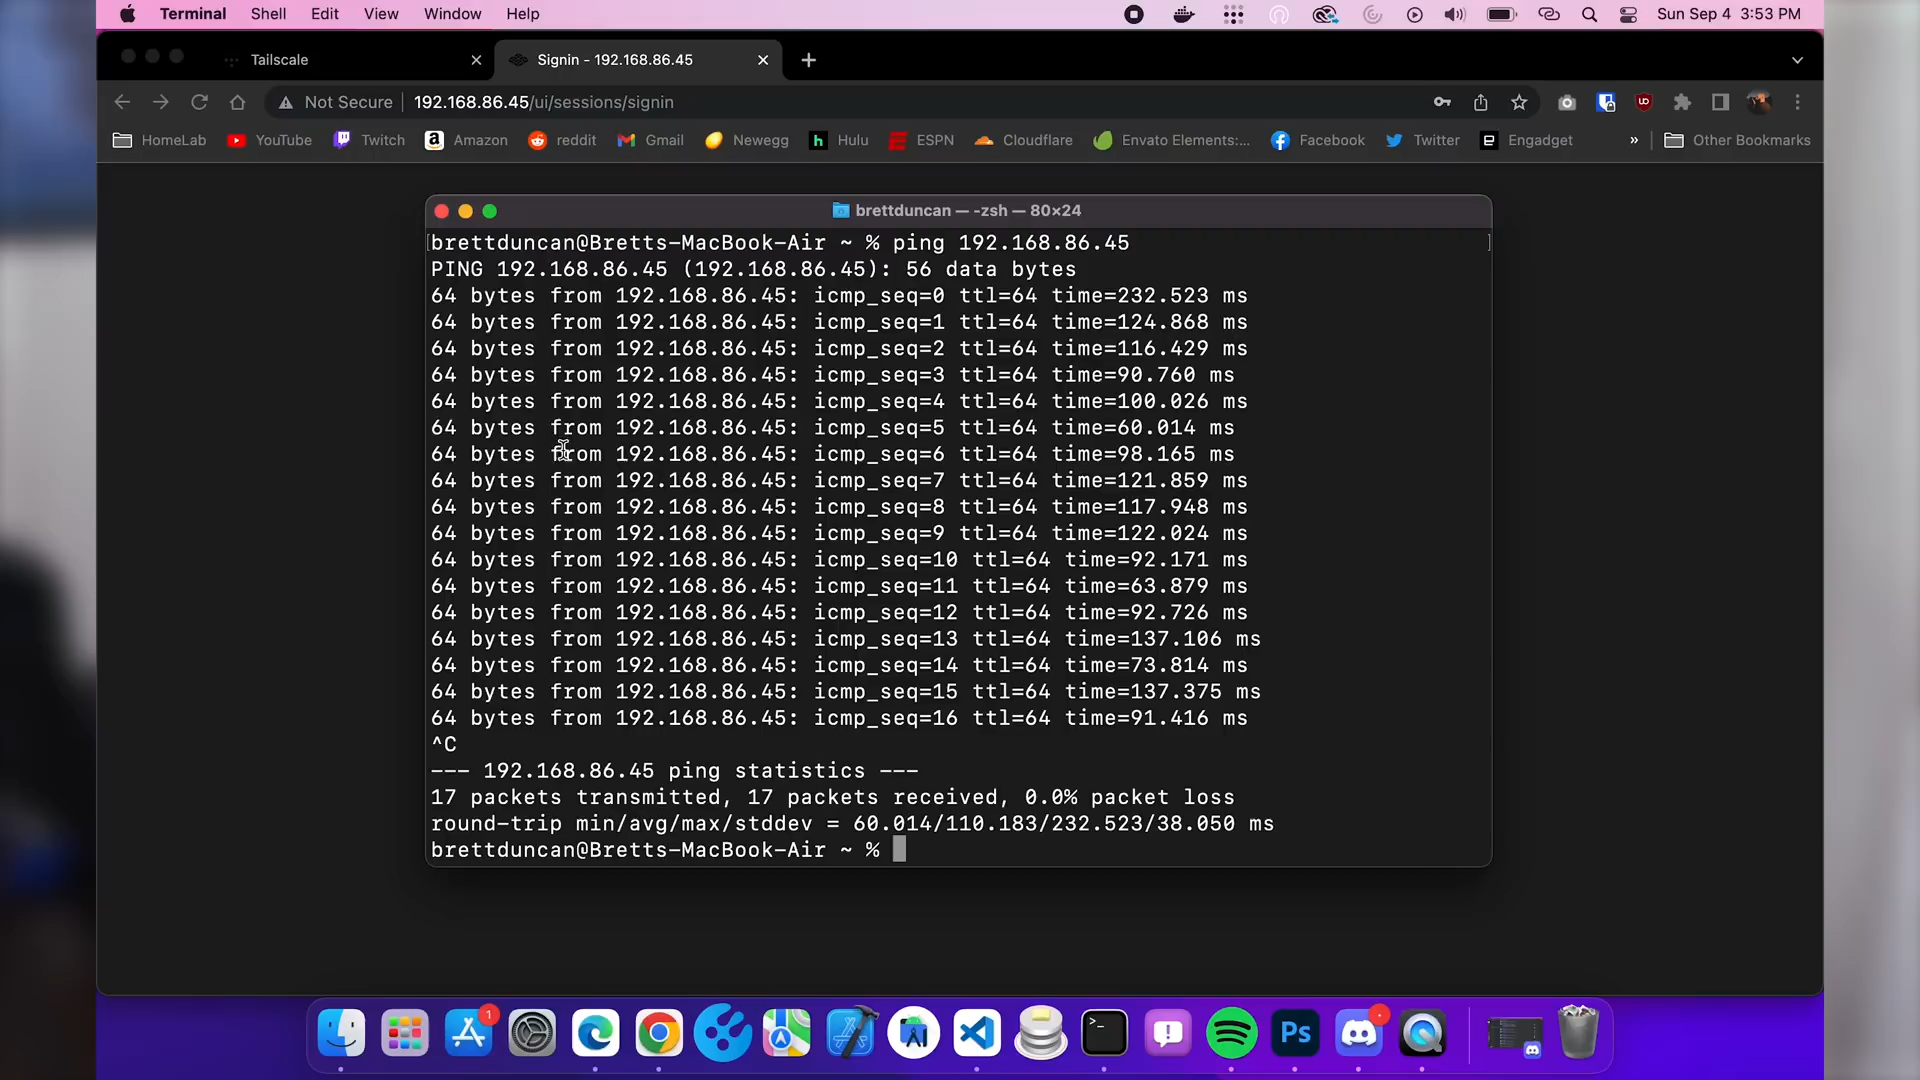 Terminal Shell Edit View Window Help Sun Sep 4 3:53 PM
Tailscale Signin - 192.168.86.45
Not Secure 192.168.86.45/ui/sessions/signin
HomeLab YouTube Twitch Amazon reddit Gmail Newegg Hulu ESPN Cloudflare Envato Elements:... Facebook Twitter Engadget » Other Bookmarks
brettduncan — -zsh — 80×24
brettduncan@Bretts-MacBook-Air ~ % ping 192.168.86.45
PING 192.168.86.45 (192.168.86.45): 56 data bytes
64 bytes from 192.168.86.45: icmp_seq=0 ttl=64 time=232.523 ms
64 bytes from 192.168.86.45: icmp_seq=1 ttl=64 time=124.868 ms
64 bytes from 192.168.86.45: icmp_seq=2 ttl=64 time=116.429 ms
64 bytes from 192.168.86.45: icmp_seq=3 ttl=64 time=90.760 ms
64 bytes from 192.168.86.45: icmp_seq=4 ttl=64 time=100.026 ms
64 bytes from 192.168.86.45: icmp_seq=5 ttl=64 time=60.014 ms
64 bytes from 192.168.86.45: icmp_seq=6 ttl=64 time=98.165 ms
64 bytes from 192.168.86.45: icmp_seq=7 ttl=64 time=121.859 ms
64 bytes from 192.168.86.45: icmp_seq=8 ttl=64 time=117.948 ms
64 bytes from 192.168.86.45: icmp_seq=9 ttl=64 time=122.024 ms
64 bytes from 192.168.86.45: icmp_seq=10 ttl=64 time=92.171 ms
64 bytes from 192.168.86.45: icmp_seq=11 ttl=64 time=63.879 ms
64 bytes from 192.168.86.45: icmp_seq=12 ttl=64 time=92.726 ms
64 bytes from 192.168.86.45: icmp_seq=13 ttl=64 time=137.106 ms
64 bytes from 192.168.86.45: icmp_seq=14 ttl=64 time=73.814 ms
64 bytes from 192.168.86.45: icmp_seq=15 ttl=64 time=137.375 ms
64 bytes from 192.168.86.45: icmp_seq=16 ttl=64 time=91.416 ms
^C
--- 192.168.86.45 ping statistics ---
17 packets transmitted, 17 packets received, 0.0% packet loss
round-trip min/avg/max/stddev = 60.014/110.183/232.523/38.050 ms
brettduncan@Bretts-MacBook-Air ~ %
1 >_ Ps